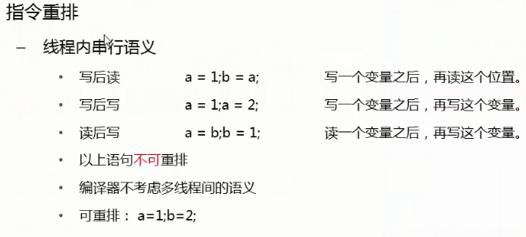 指令重排
– 线程内串行语义
• 写后读 a = 1;b = a; 写一个变量之后，再读这个位置。
• 写后写 a = 1;a = 2; 写一个变量之后，再写这个变量。
• 读后写 a = b;b = 1; 读一个变量之后，再写这个变量。
• 以上语句不可重排
• 编译器不考虑多线程间的语义
• 可重排： a=1;b=2;